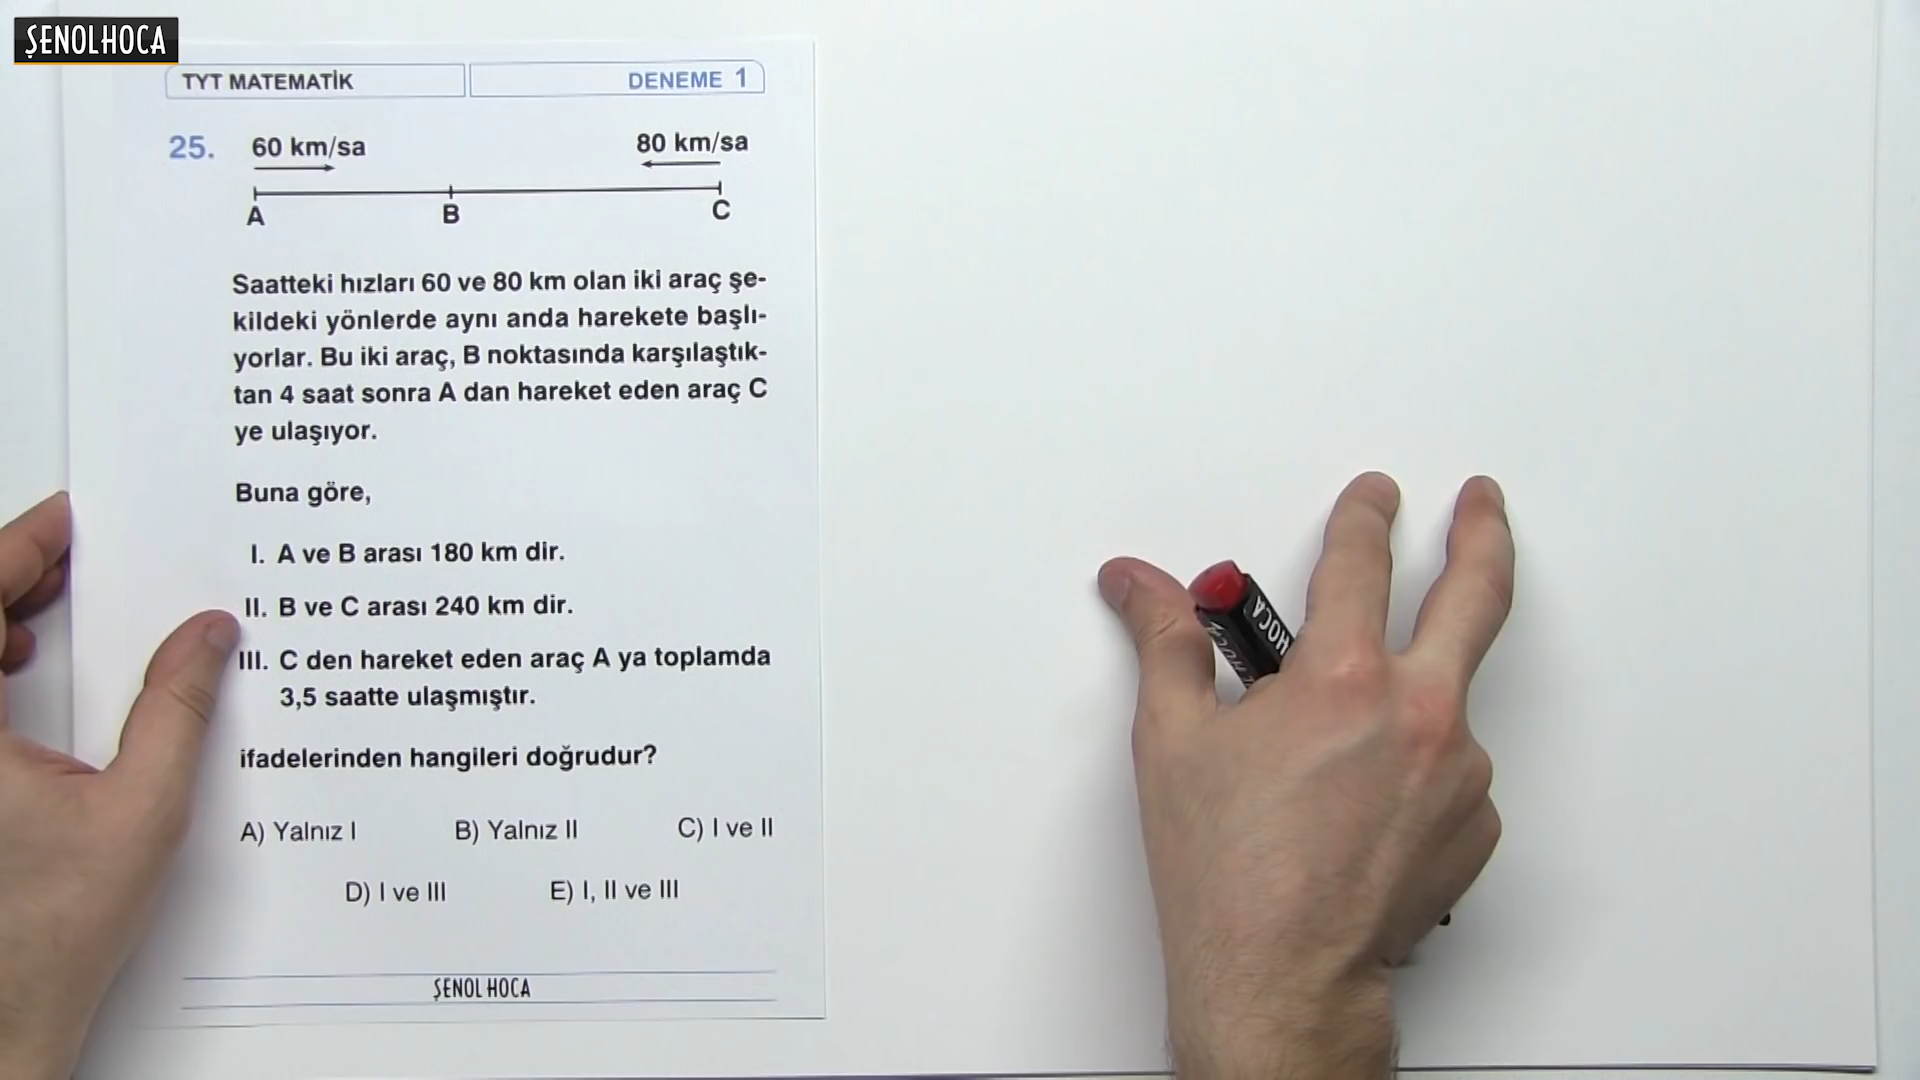 ŞENOLHOCA
TYT MATEMATİK
DENEME 1
25.
60 km/sa
80 km/sa
A
B
C
Saatteki hızları 60 ve 80 km olan iki araç şe-
kildeki yönlerde aynı anda harekete başlı-
yorlar. Bu iki araç, B noktasında karşılaştık-
tan 4 saat sonra A dan hareket eden araç C
ye ulaşıyor.
Buna göre,
I. A ve B arası 180 km dir.
II. B ve C arası 240 km dir.
III. C den hareket eden araç A ya toplamda
3,5 saatte ulaşmıştır.
ifadelerinden hangileri doğrudur?
A) Yalnız I
B) Yalnız II
C) I ve II
D) I ve III
E) I, II ve III
ŞENOL HOCA
HOCA